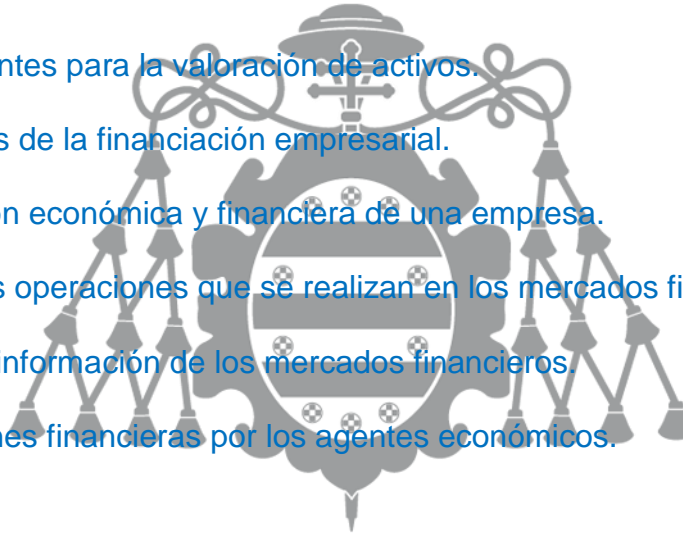 ntes para la valoración de activos.
s de la financiación empresarial.
ón económica y financiera de una empresa.
s operaciones que se realizan en los mercados fi
información de los mercados financieros.
nes financieras por los agentes económicos.